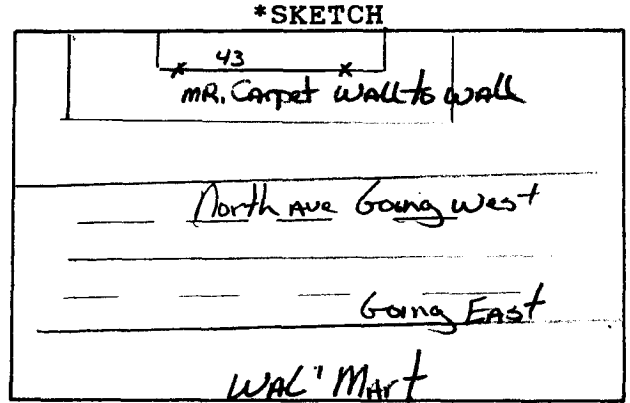 *SKETCH
43
MR. Carpet WALL to WALL
North AVE Going West
Going EAST
WAL' MArt